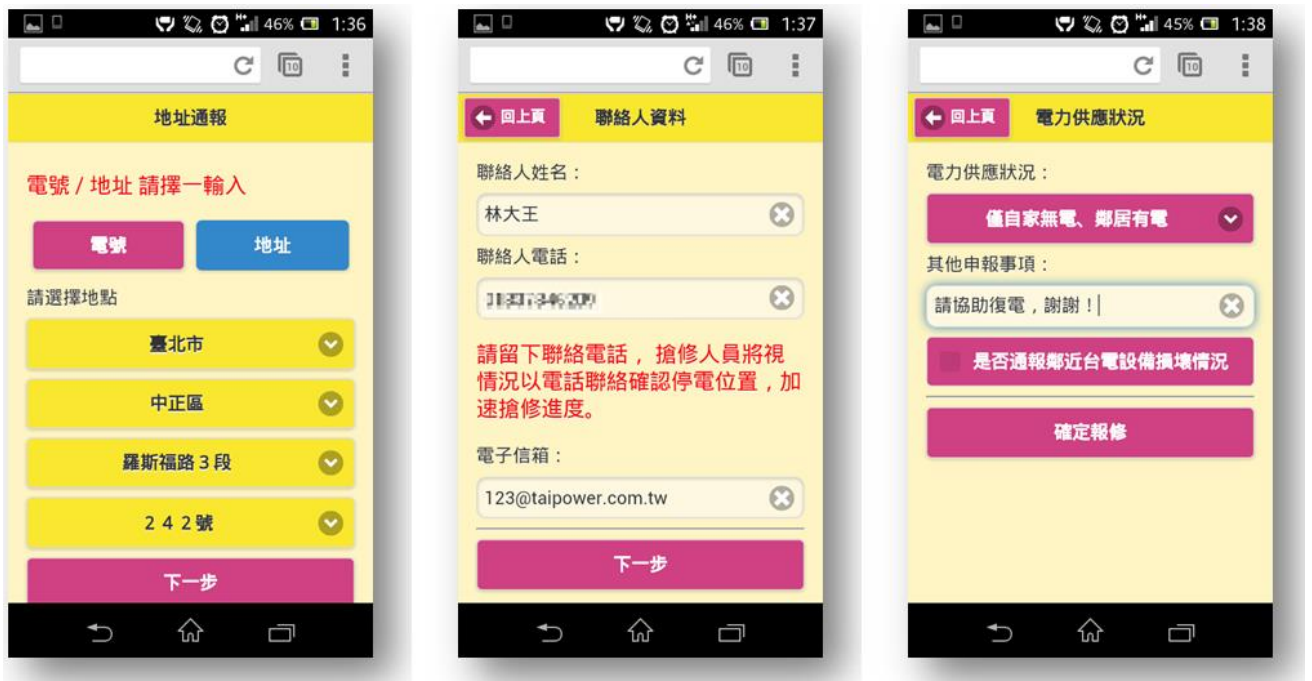 46% 1:36
10
地址通報
電號 / 地址 請擇一輸入
電號
地址
請選擇地點
臺北市
中正區
羅斯福路３段
２４２號
下一步
46% 1:37
10
回上頁
聯絡人資料
聯絡人姓名：
林大王
聯絡人電話：
請留下聯絡電話， 搶修人員將視
情況以電話聯絡確認停電位置，加
速搶修進度。
電子信箱：
123@taipower.com.tw
下一步
45% 1:38
10
回上頁
電力供應狀況
電力供應狀況：
僅自家無電、鄰居有電
其他申報事項：
請協助復電，謝謝！
是否通報鄰近台電設備損壞情況
確定報修